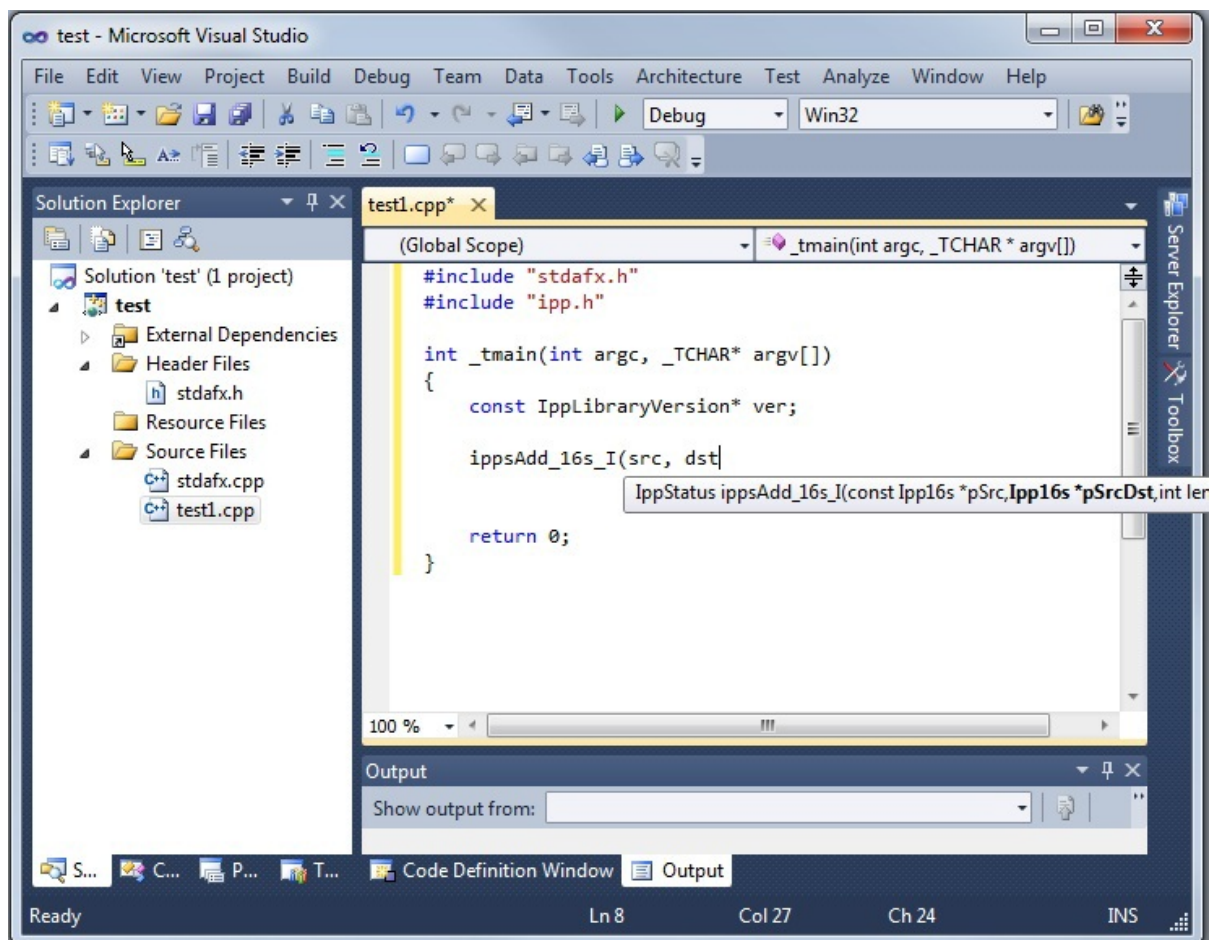 test - Microsoft Visual Studio
File Edit View Project Build Debug Team Data Tools Architecture Test Analyze Window Help
Debug Win32
Solution Explorer
Solution 'test' (1 project)
test
External Dependencies
Header Files
stdafx.h
Resource Files
Source Files
stdafx.cpp
test1.cpp
test1.cpp*
(Global Scope) _tmain(int argc, _TCHAR * argv[])
#include "stdafx.h"
#include "ipp.h"
int _tmain(int argc, _TCHAR* argv[])
{
const IppLibraryVersion* ver;
ippsAdd_16s_I(src, dst
IppStatus ippsAdd_16s_I(const Ipp16s *pSrc,Ipp16s *pSrcDst,int len
return 0;
}
100 %
Output
Show output from:
Server Explorer
Toolbox
S... C... P... T...
Code Definition Window Output
Ready Ln 8 Col 27 Ch 24 INS